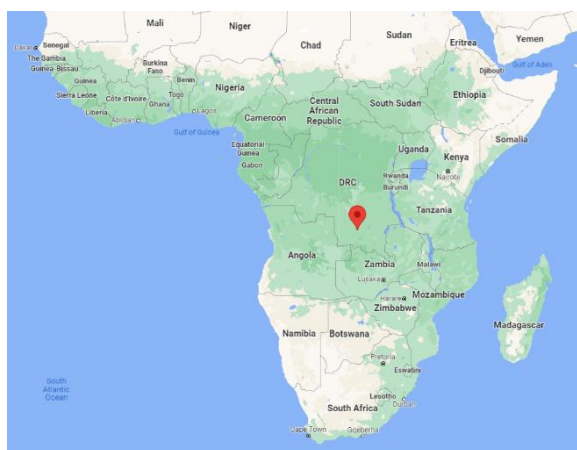 Mali
Niger
Chad
Sudan
Eritrea
Yemen
Gulf of Aden
Dakar
Senegal
The Gambia
Guinea-Bissau
Guinea
Sierra Leone
Liberia
Burkina
Faso
Côte d'Ivoire
Abidjan
Ghana
Togo
Benin
Nigeria
Lagos
Gulf of Guinea
Cameroon
Equatorial
Guinea
Gabon
Central
African
Republic
South Sudan
Djibouti
Ethiopia
Somalia
Uganda
Kenya
Nairobi
DRC
Rwanda
Burundi
Tanzania
Angola
Zambia
Lusaka
Malawi
Harare
Zimbabwe
Mozambique
Madagascar
Namibia
Botswana
Pretoria
Eswatini
Lesotho
Durban
South Africa
Cape Town
Gqeberha
South
Atlantic
Ocean